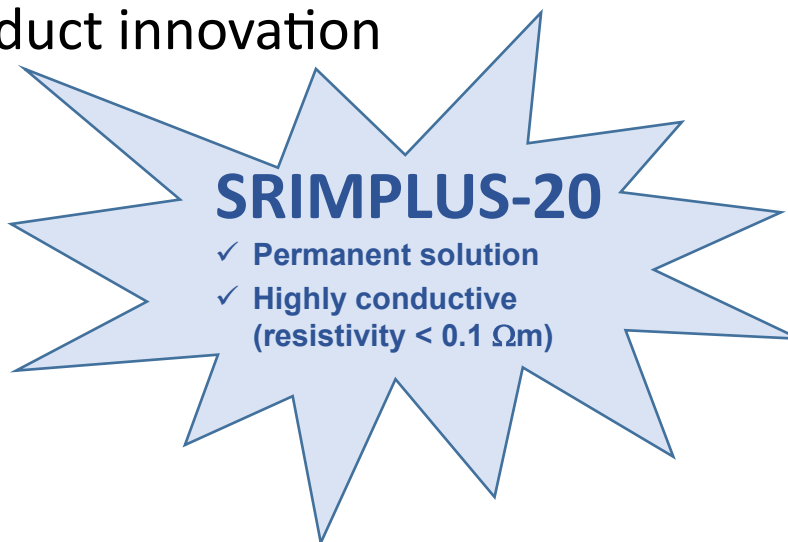 duct innovation
SRIMPLUS-20
✓ Permanent solution
✓ Highly conductive
(resistivity < 0.1 Ωm)